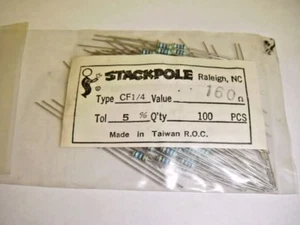 STACKPOLE Raleigh, NC
®
Type CF1/4 Value 160Ω
Tol 5 % Q'ty 100 PCS
Made in Taiwan R.O.C.